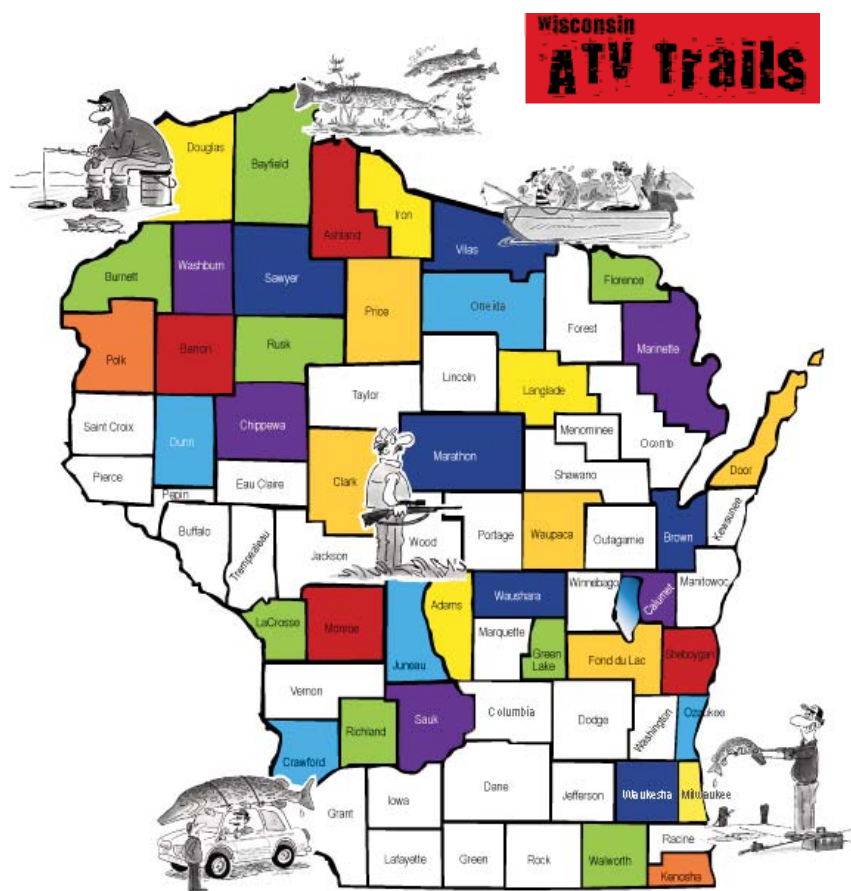 Wisconsin
ATV Trails
Douglas
Bayfield
Iron
Ashland
Vilas
Washburn
Burnett
Sawyer
Florence
Oneida
Price
Forest
Marinette
Rusk
Barron
Polk
Lincoln
Langlade
Taylor
Saint Croix
Chippewa
Menominee
Dunn
Oconto
Marathon
Door
Pierce
Shawano
Eau Claire
Clark
Pepin
Kewaunee
Buffalo
Portage
Waupaca
Outagamie
Brown
Wood
Trempealeau
Jackson
Winnebago
Manitowoc
Waushara
Calumet
Adams
LaCrosse
Monroe
Marquette
Green
Lake
Sheboygan
Juneau
Fond du Lac
Vernon
Columbia
Ozaukee
Sauk
Dodge
Washington
Richland
Crawford
Dane
Waukesha
Milwaukee
Iowa
Jefferson
Grant
Racine
Lafayette
Green
Rock
Walworth
Kenosha